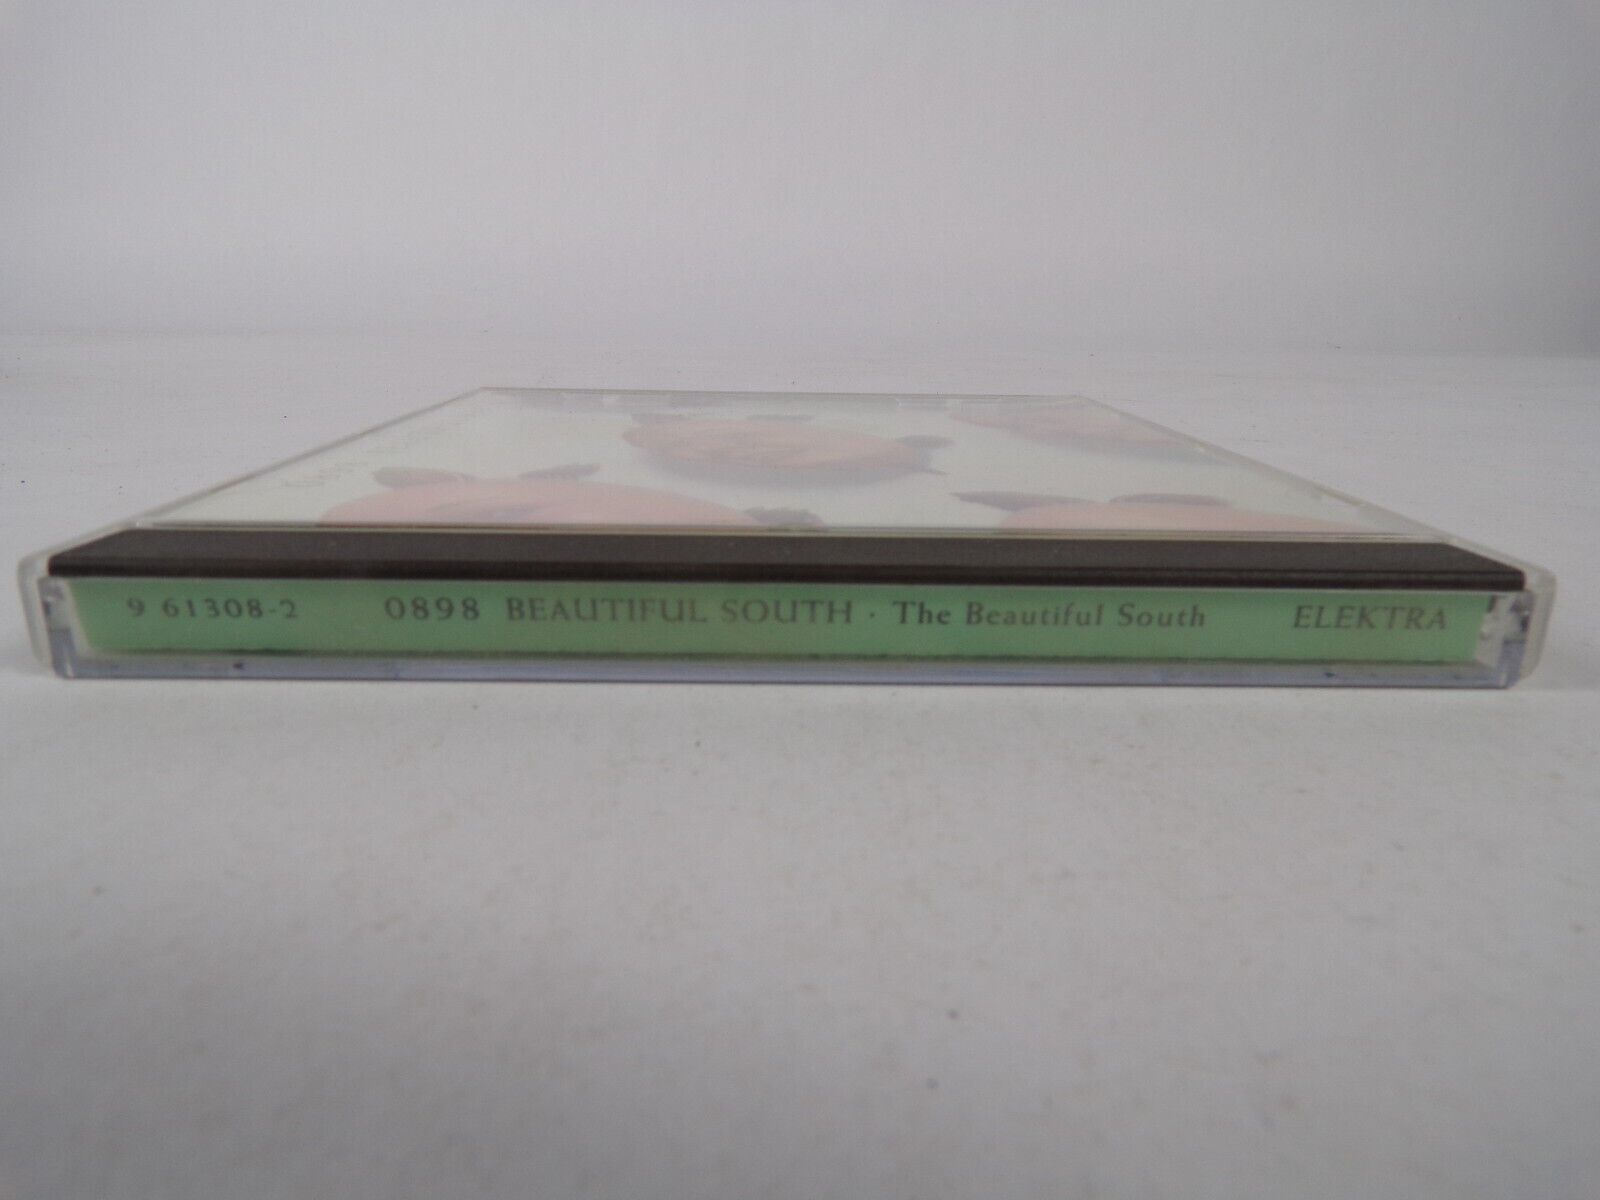 9 61308-2 0898 BEAUTIFUL SOUTH · The Beautiful South ELEKTRA